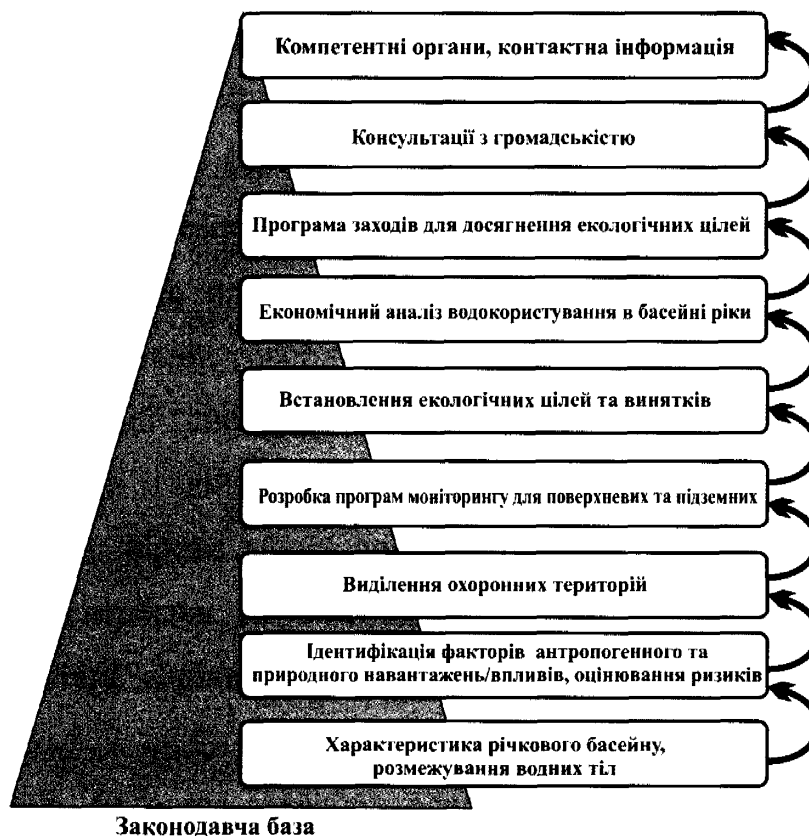 Компетентні органи, контактна інформація
Консультації з громадськістю
Програма заходів для досягнення екологічних цілей
Економічний аналіз водокористування в басейні ріки
Встановлення екологічних цілей та винятків
Розробка програм моніторингу для поверхневих та підземних
Виділення охоронних територій
Ідентифікація факторів антропогенного та
природного навантажень/впливів, оцінювання ризиків
Характеристика річкового басейну,
розмежування водних тіл
Законодавча база